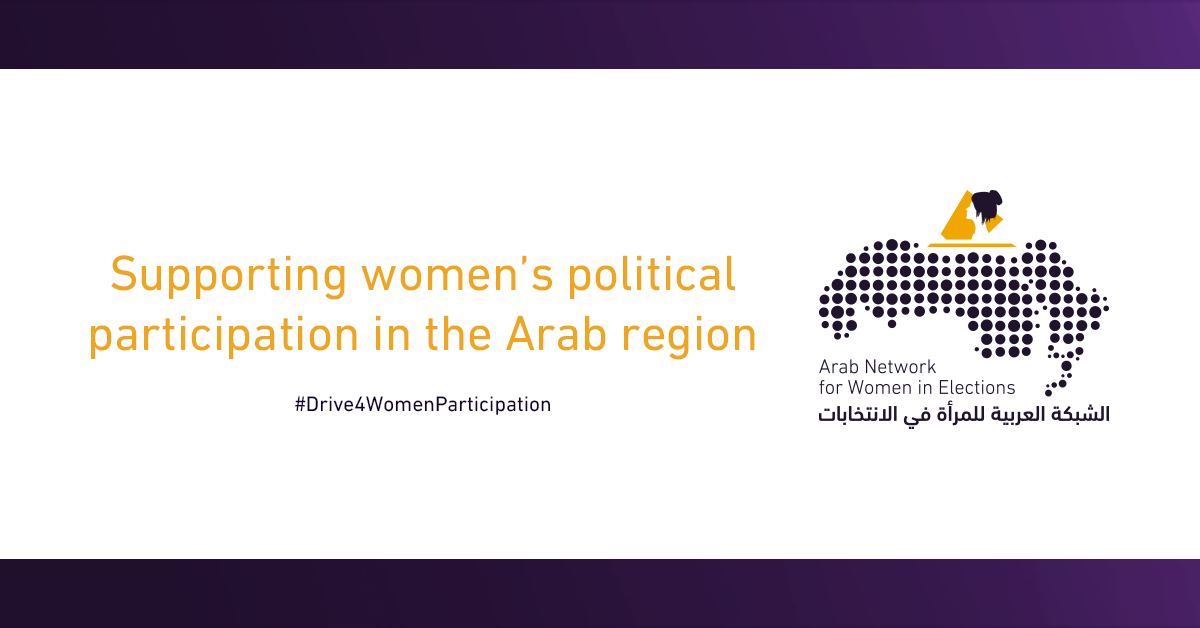 Supporting women’s political
participation in the Arab region
#Drive4WomenParticipation
Arab Network
for Women in Elections
الشبكة العربية للمرأة في الانتخابات